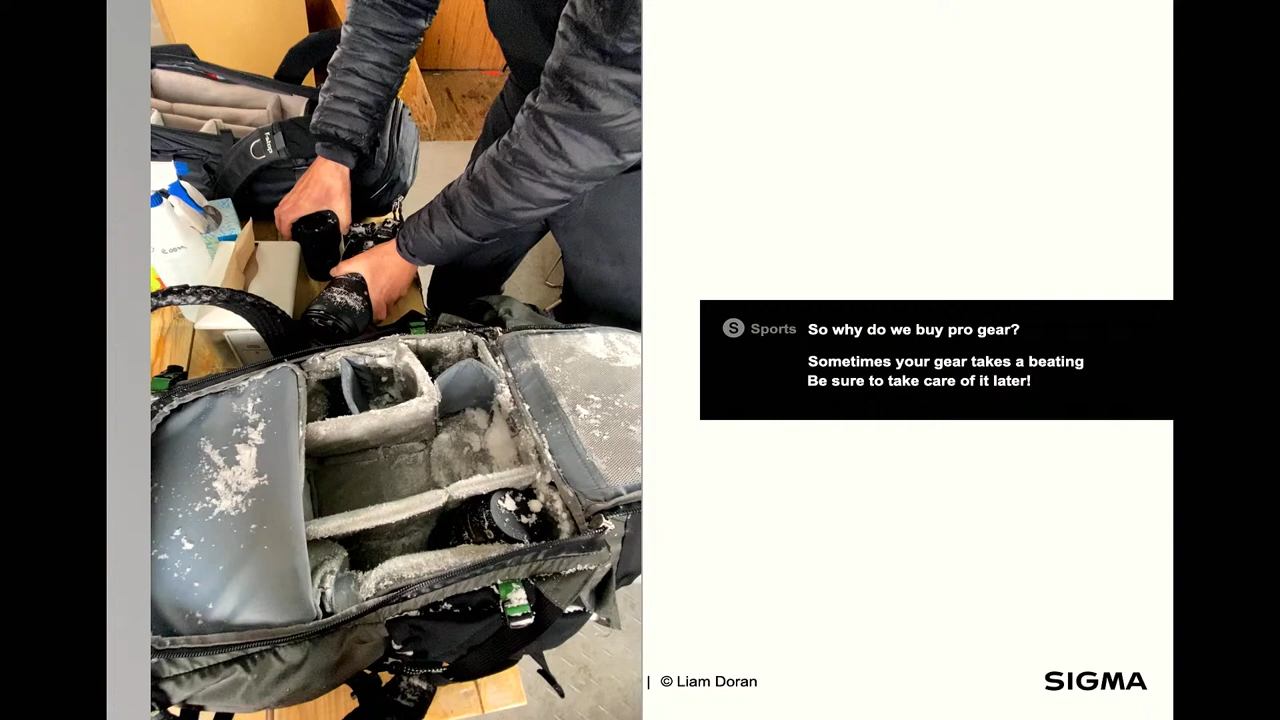 S Sports
So why do we buy pro gear?
Sometimes your gear takes a beating
Be sure to take care of it later!
| © Liam Doran
SIGMA